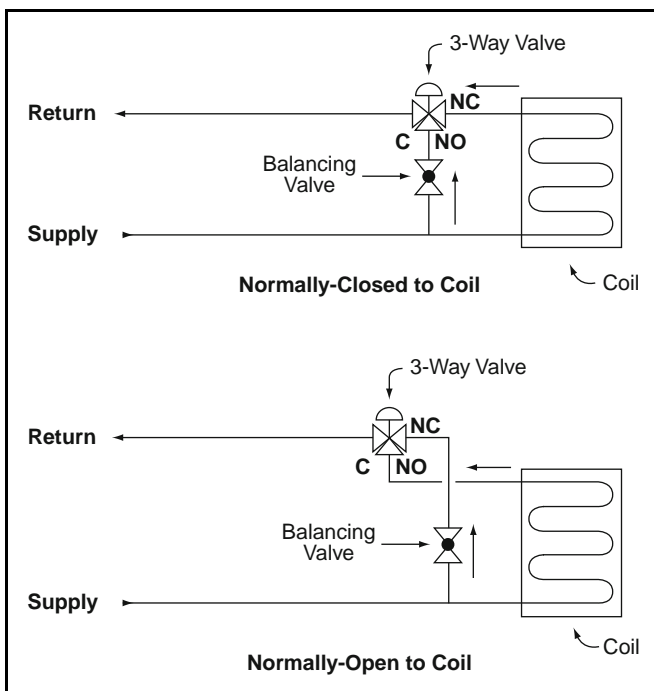 3-Way Valve
NC
Return
C NO
Balancing
Valve
Supply
Normally-Closed to Coil
Coil
3-Way Valve
Return
NC
C NO
Balancing
Valve
Supply
Coil
Normally-Open to Coil